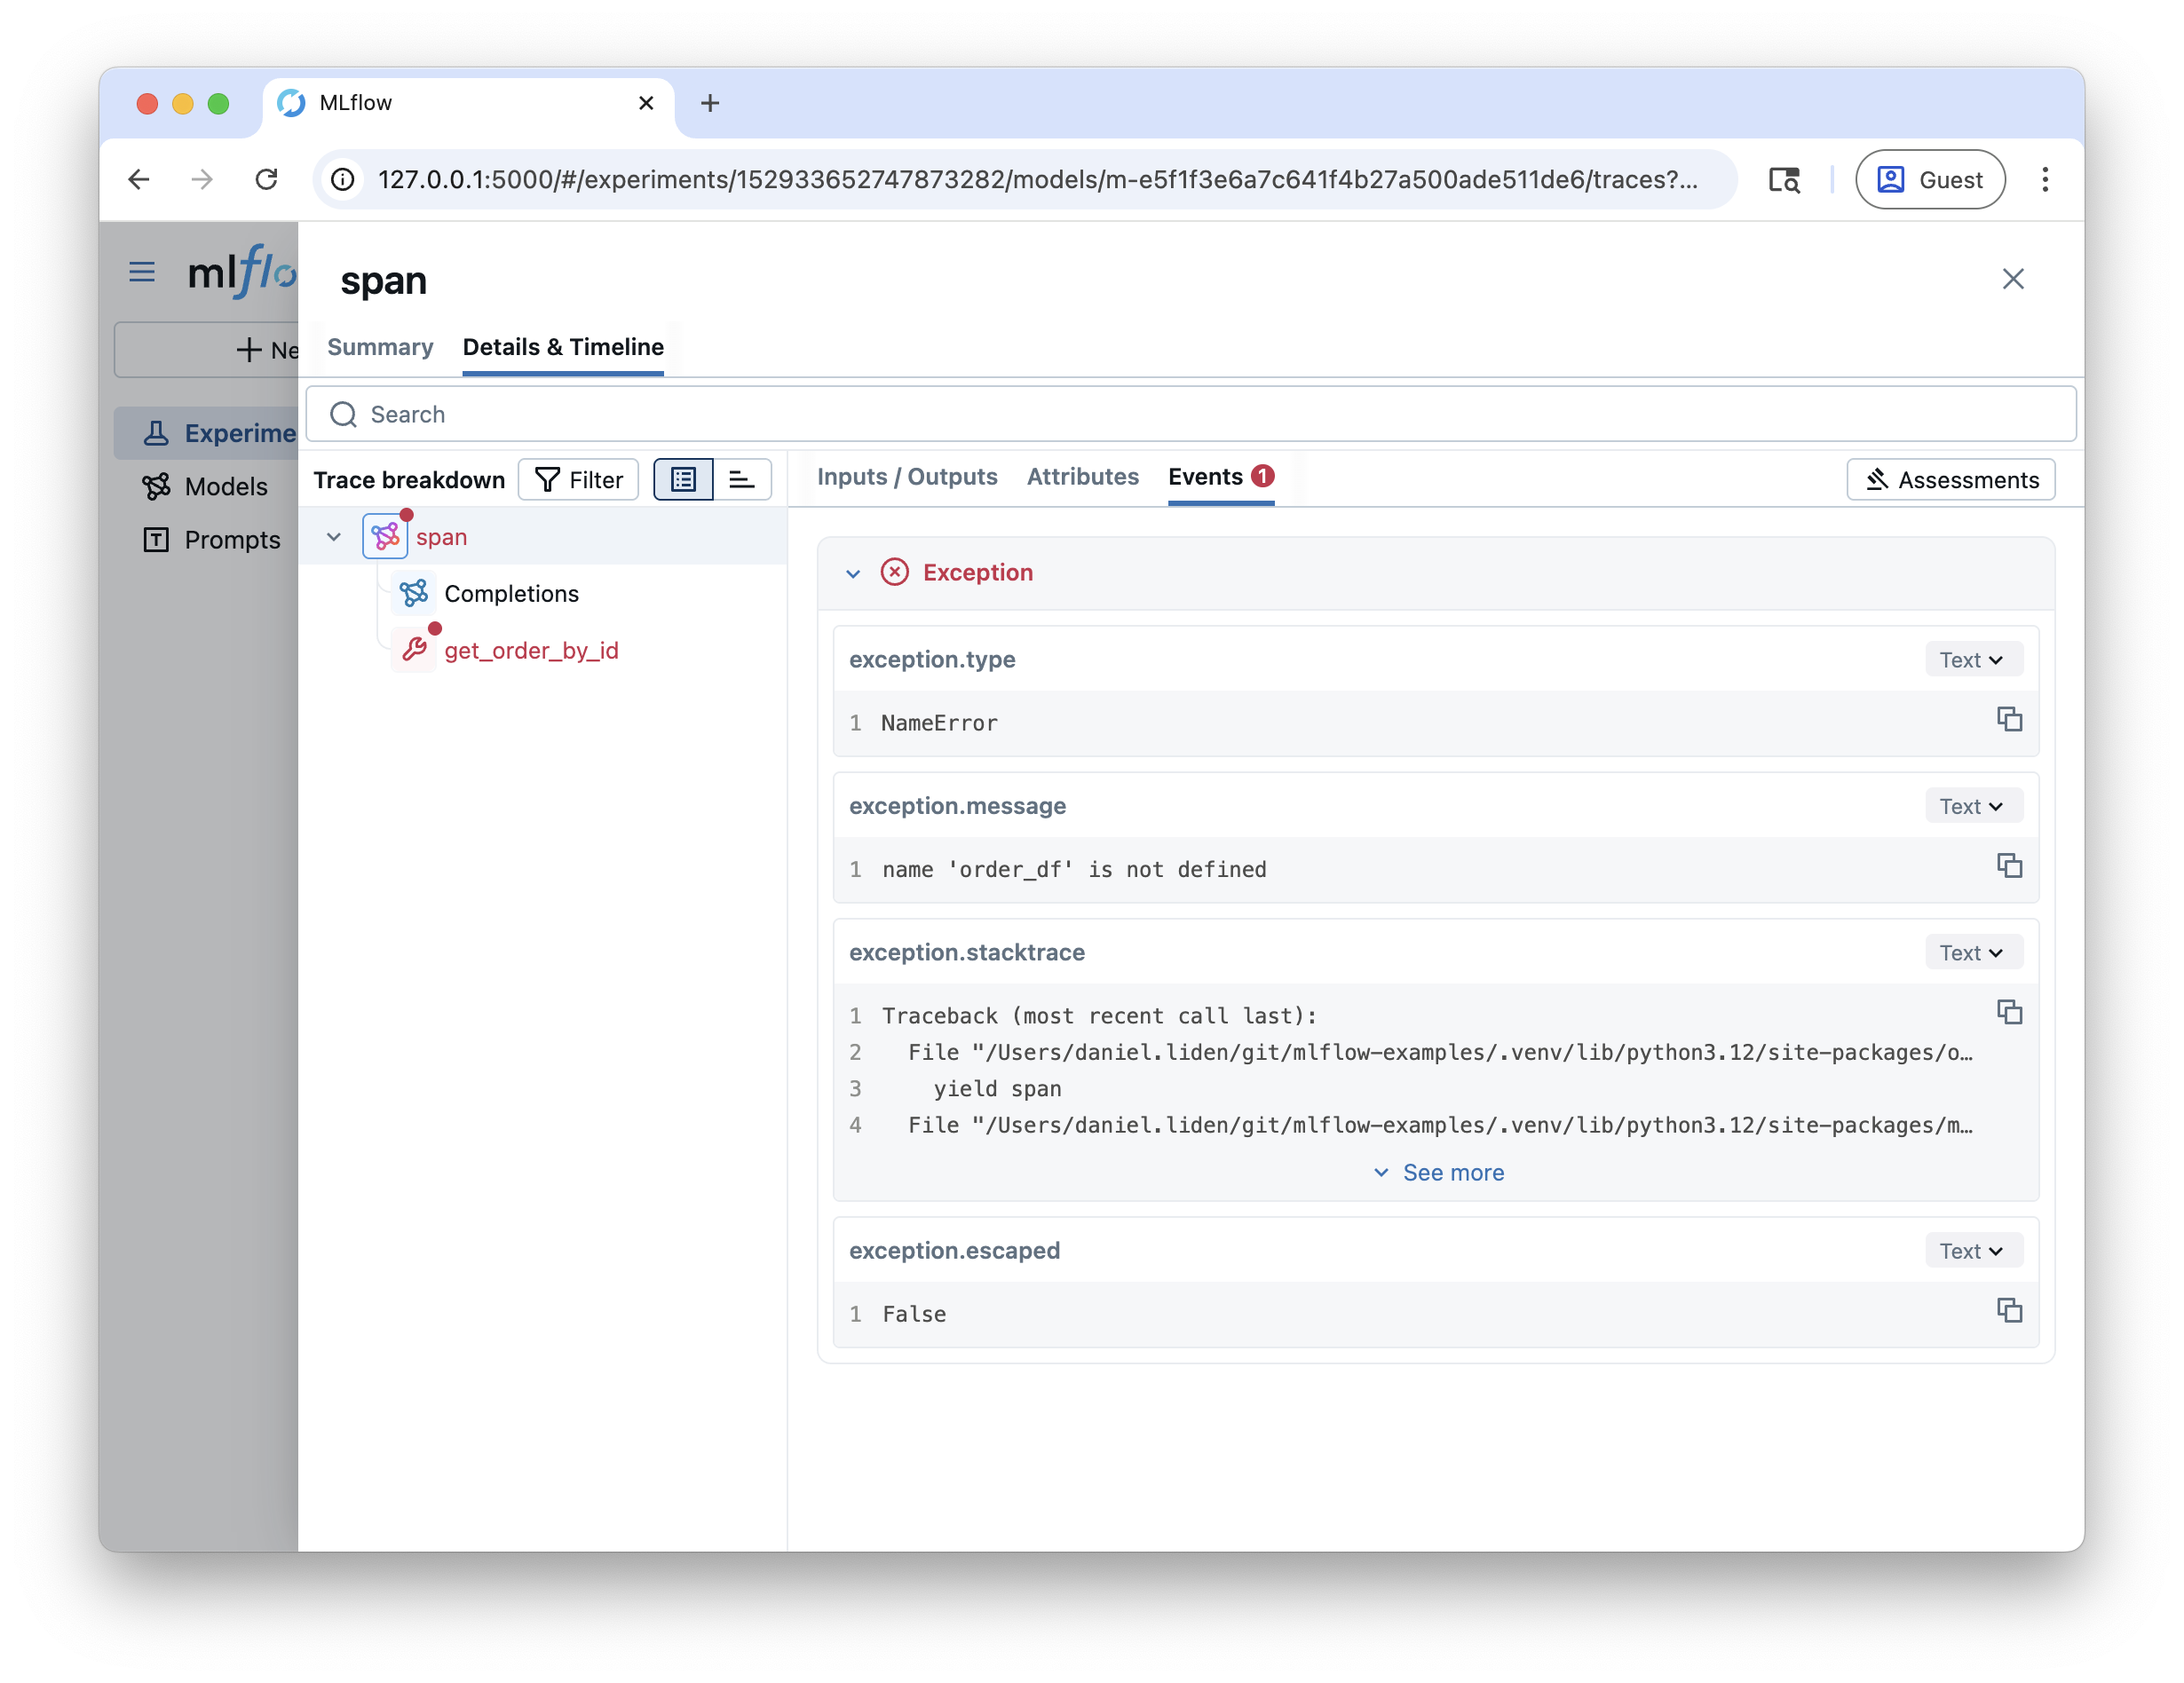 MLflow
127.0.0.1:5000/#/experiments/152933652747873282/models/m-e5f1f3e6a7c641f4b27a500ade511de6/traces?...
Guest
mlflo
Ne
Experime
Models
Prompts
span
Summary
Details & Timeline
Search
Trace breakdown
Filter
span
Completions
get_order_by_id
Inputs / Outputs
Attributes
Events 1
Assessments
Exception
exception.type
Text
1 NameError
exception.message
Text
1 name 'order_df' is not defined
exception.stacktrace
Text
1 Traceback (most recent call last):
2 File "/Users/daniel.liden/git/mlflow-examples/.venv/lib/python3.12/site-packages/o…
3 yield span
4 File "/Users/daniel.liden/git/mlflow-examples/.venv/lib/python3.12/site-packages/m…
See more
exception.escaped
Text
1 False